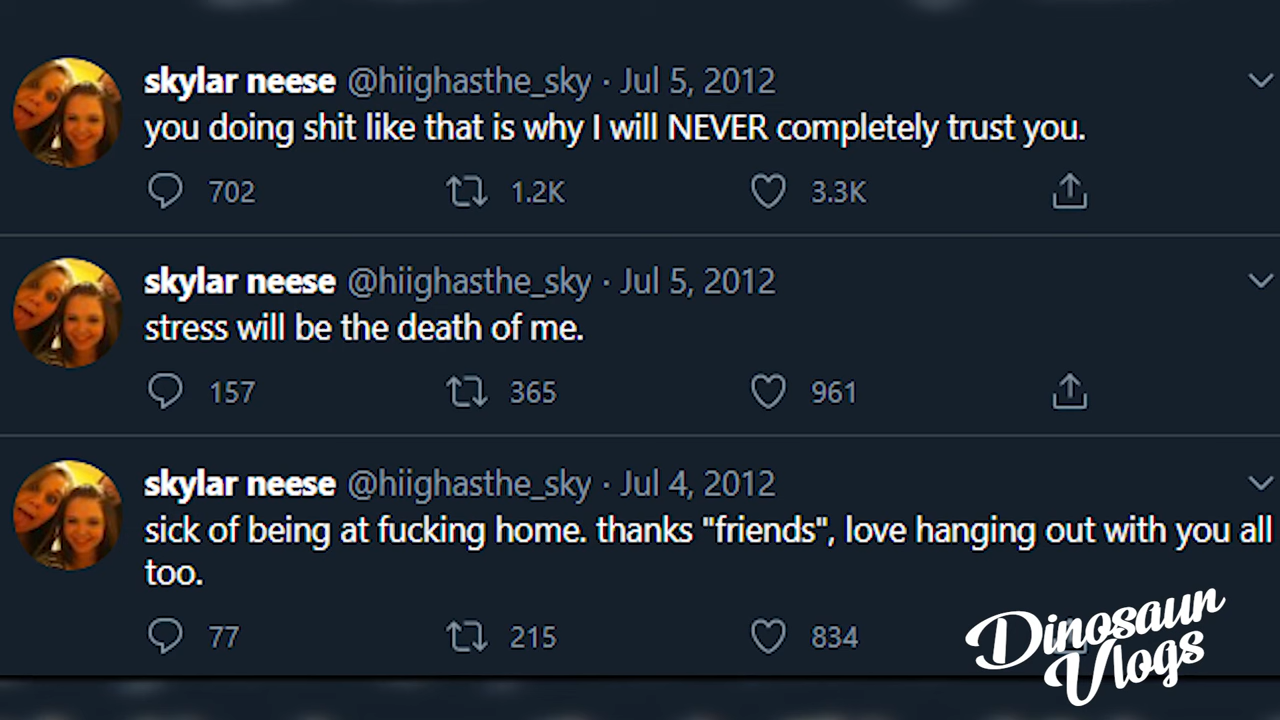 skylar neese @hiighasthe_sky · Jul 5, 2012
you doing shit like that is why I will NEVER completely trust you.
702 1.2K 3.3K
skylar neese @hiighasthe_sky · Jul 5, 2012
stress will be the death of me.
157 365 961
skylar neese @hiighasthe_sky · Jul 4, 2012
sick of being at fucking home. thanks "friends", love hanging out with you all
too.
77 215 834
Dinosaur
Vlogs